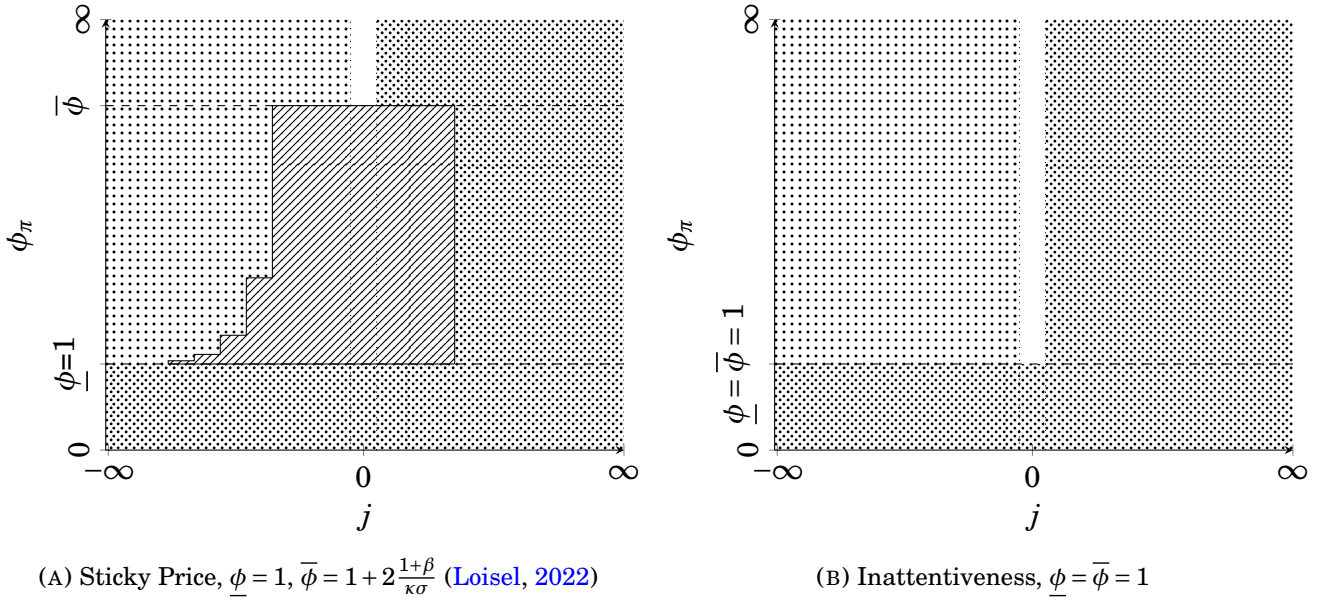 ∞
ϕ̅
ϕ_π
ϕ̲=1
0
−∞
0
∞
j
(A) Sticky Price, ϕ̲ = 1, ϕ̅ = 1 + 2 (1+β)/(κσ) (Loisel, 2022)
∞
ϕ_π
ϕ̲ = ϕ̅ = 1
0
−∞
0
∞
j
(B) Inattentiveness, ϕ̲ = ϕ̅ = 1